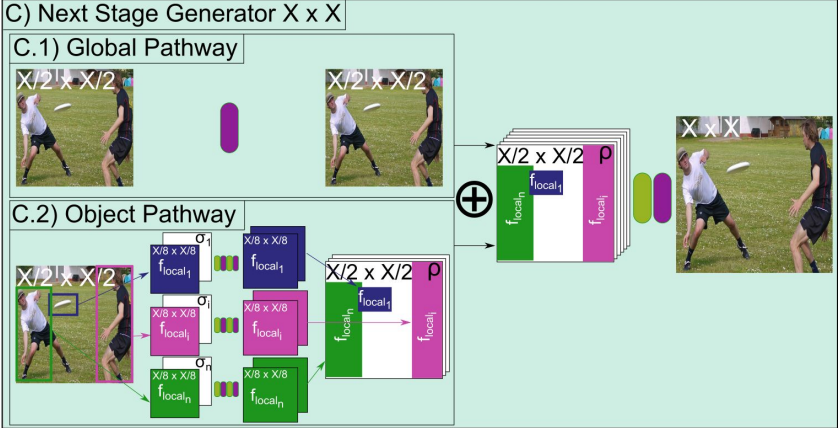 C) Next Stage Generator X x X
C.1) Global Pathway
X/2 x X/2
X/2 x X/2
X/2 x X/2 ρ
f_local_n
f_local_1
f_local_i
X x X
C.2) Object Pathway
X/2 x X/2
σ_1
X/8 x X/8
f_local_1
X/8 x X/8
f_local_1
σ_i
X/8 x X/8
f_local_i
X/8 x X/8
f_local_i
σ_n
X/8 x X/8
f_local_n
X/8 x X/8
f_local_n
X/2 x X/2 ρ
f_local_n
f_local_1
f_local_i